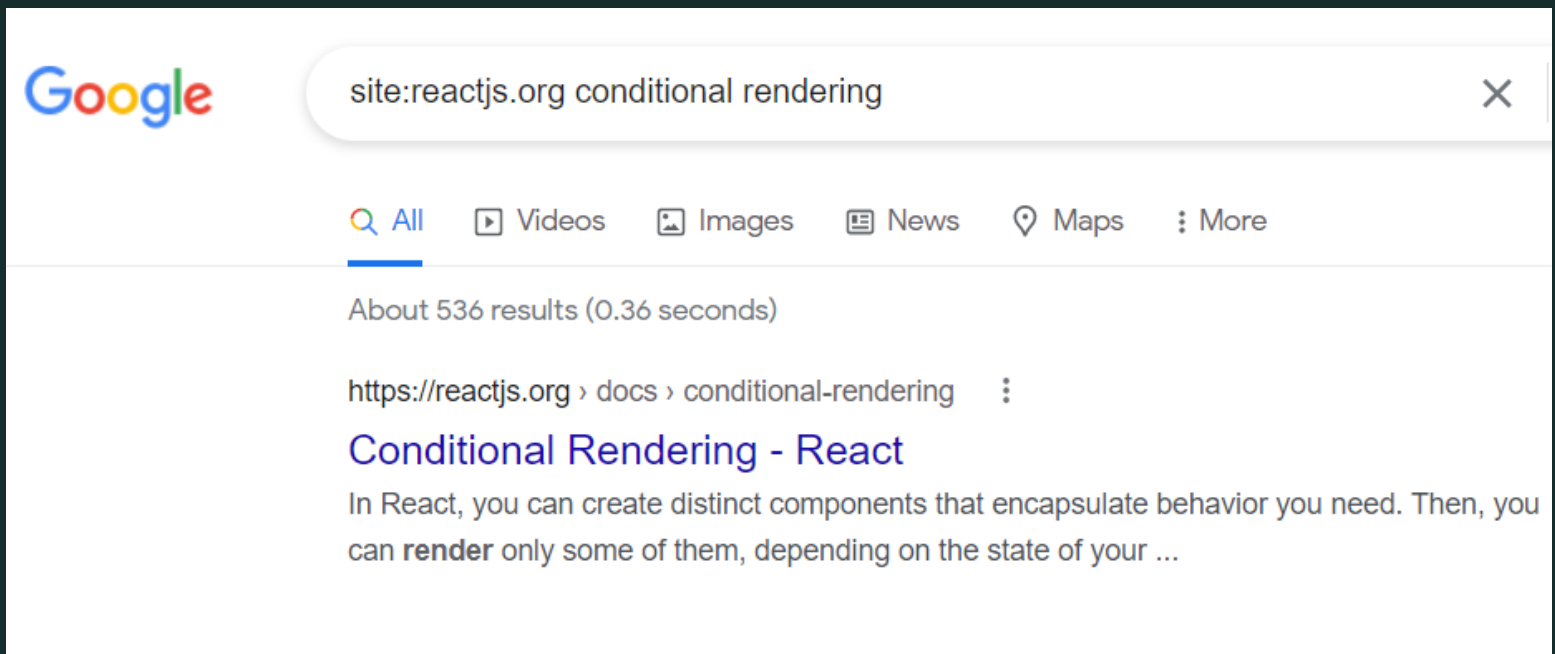 Google
site:reactjs.org conditional rendering
All Videos Images News Maps More
About 536 results (0.36 seconds)
https://reactjs.org › docs › conditional-rendering
Conditional Rendering - React
In React, you can create distinct components that encapsulate behavior you need. Then, you
can render only some of them, depending on the state of your ...